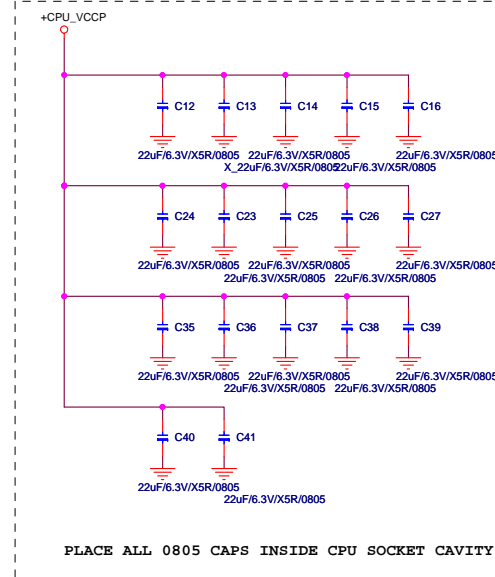 +CPU_VCCP
C12 C13 C14 C15 C16
22uF/6.3V/X5R/0805 22uF/6.3V/X5R/0805 22uF/6.3V/X5R/0805
X_22uF/6.3V/X5R/0805 22uF/6.3V/X5R/0805
C24 C23 C25 C26 C27
22uF/6.3V/X5R/0805 22uF/6.3V/X5R/0805 22uF/6.3V/X5R/0805
22uF/6.3V/X5R/0805 22uF/6.3V/X5R/0805
C35 C36 C37 C38 C39
22uF/6.3V/X5R/0805 22uF/6.3V/X5R/0805 22uF/6.3V/X5R/0805
22uF/6.3V/X5R/0805 22uF/6.3V/X5R/0805
C40 C41
22uF/6.3V/X5R/0805
22uF/6.3V/X5R/0805
PLACE ALL 0805 CAPS INSIDE CPU SOCKET CAVITY